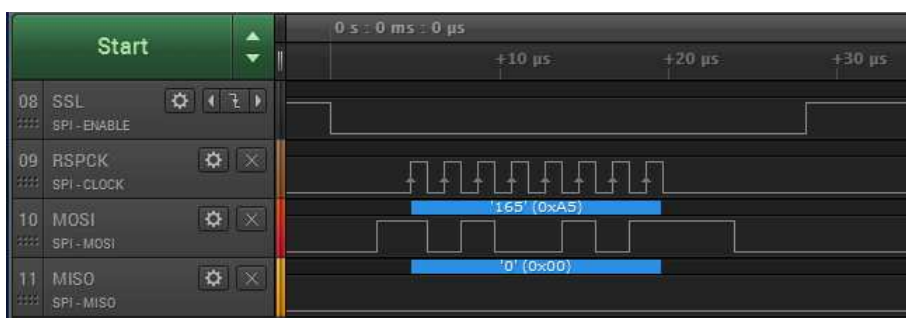 Start
0 s : 0 ms : 0 µs
+10 µs +20 µs +30 µs
08 SSL
SPI - ENABLE
09 RSPCK
SPI - CLOCK
'165' (0xA5)
10 MOSI
SPI - MOSI
'0' (0x00)
11 MISO
SPI - MISO